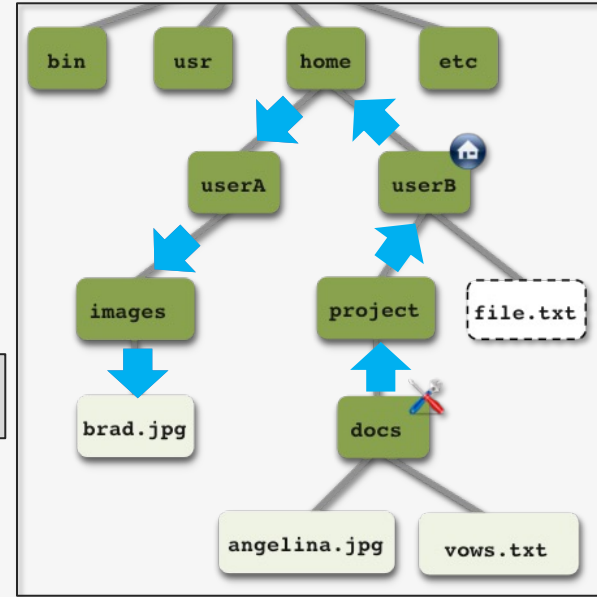 bin
usr
home
etc
userA
userB
images
project
file.txt
brad.jpg
docs
angelina.jpg
vows.txt